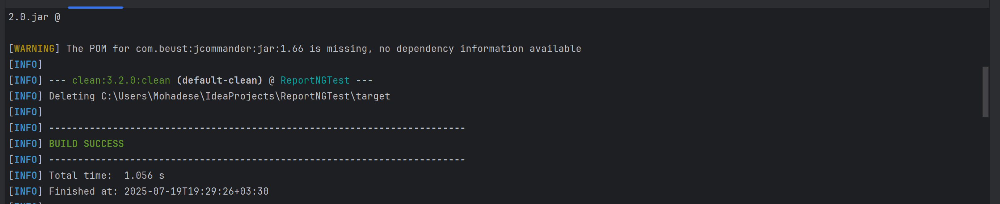 2.0.jar @
[WARNING] The POM for com.beust:jcommander:jar:1.66 is missing, no dependency information available
[INFO]
[INFO] --- clean:3.2.0:clean (default-clean) @ ReportNGTest ---
[INFO] Deleting C:\Users\Mohadese\IdeaProjects\ReportNGTest\target
[INFO]
[INFO] ------------------------------------------------------------------------
[INFO] BUILD SUCCESS
[INFO] ------------------------------------------------------------------------
[INFO] Total time:  1.056 s
[INFO] Finished at: 2025-07-19T19:29:26+03:30